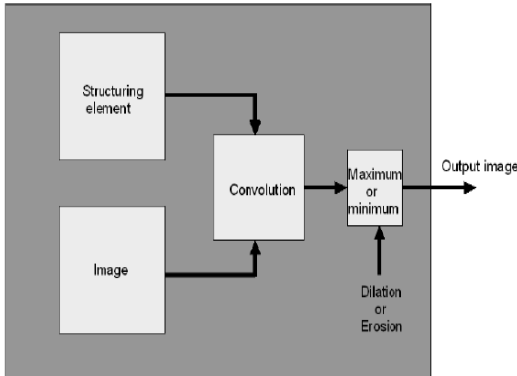 Structuring
element
Image
Convolution
Maximum
or
minimum
Output image
Dilation
or
Erosion